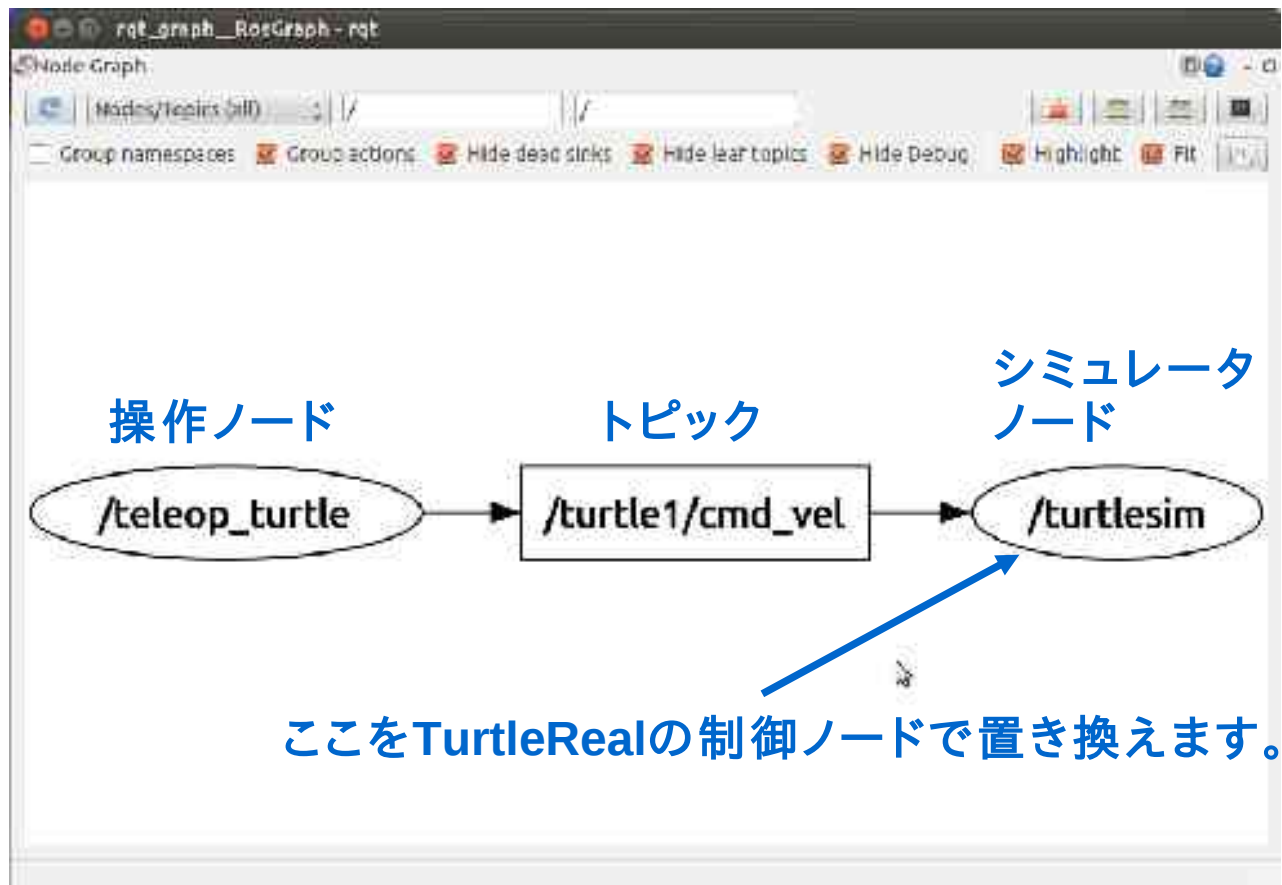 rqt_graph__RosGraph - rqt
Node Graph
Nodes/Topics (all) / /
Group namespaces Group actions Hide dead sinks Hide leaf topics Hide Debug Highlight Fit
シミュレータ
操作ノード トピック ノード
/teleop_turtle /turtle1/cmd_vel /turtlesim
ここをTurtleRealの制御ノードで置き換えます。